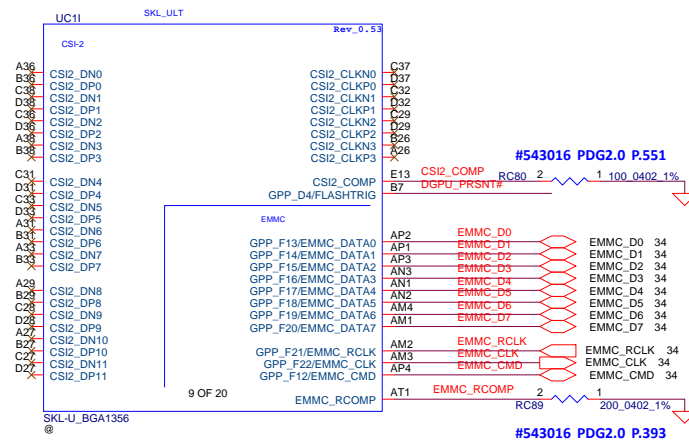 UC1I
SKL_ULT
Rev_0.53
CSI-2
A36 CSI2_DN0 CSI2_CLKN0 C37
B36 CSI2_DP0 CSI2_CLKP0 D37
C38 CSI2_DN1 CSI2_CLKN1 C32
D38 CSI2_DP1 CSI2_CLKP1 D32
C36 CSI2_DN2 CSI2_CLKN2 C29
D36 CSI2_DP2 CSI2_CLKP2 D29
A38 CSI2_DN3 CSI2_CLKN3 B26
B38 CSI2_DP3 CSI2_CLKP3 A26
#543016 PDG2.0 P.551
C31 CSI2_DN4 CSI2_COMP E13 CSI2_COMP RC80 2 1 100_0402_1%
D31 CSI2_DP4 GPP_D4/FLASHTRIG B7 DGPU_PRSNT#
C33 CSI2_DN5
D33 CSI2_DP5
A31 CSI2_DN6 EMMC
B31 CSI2_DP6 GPP_F13/EMMC_DATA0 AP2 EMMC_D0 EMMC_D0 34
A33 CSI2_DN7 GPP_F14/EMMC_DATA1 AP1 EMMC_D1 EMMC_D1 34
B33 CSI2_DP7 GPP_F15/EMMC_DATA2 AP3 EMMC_D2 EMMC_D2 34
GPP_F16/EMMC_DATA3 AN3 EMMC_D3 EMMC_D3 34
A29 CSI2_DN8 GPP_F17/EMMC_DATA4 AN1 EMMC_D4 EMMC_D4 34
B29 CSI2_DP8 GPP_F18/EMMC_DATA5 AN2 EMMC_D5 EMMC_D5 34
C28 CSI2_DN9 GPP_F19/EMMC_DATA6 AM4 EMMC_D6 EMMC_D6 34
D28 CSI2_DP9 GPP_F20/EMMC_DATA7 AM1 EMMC_D7 EMMC_D7 34
A27 CSI2_DN10
B27 CSI2_DP10 GPP_F21/EMMC_RCLK AM2 EMMC_RCLK EMMC_RCLK 34
C27 CSI2_DN11 GPP_F22/EMMC_CLK AM3 EMMC_CLK EMMC_CLK 34
D27 CSI2_DP11 GPP_F12/EMMC_CMD AP4 EMMC_CMD EMMC_CMD 34
9 OF 20
EMMC_RCOMP AT1 EMMC_RCOMP RC89 2 1 200_0402_1%
SKL-U_BGA1356
@
#543016 PDG2.0 P.393